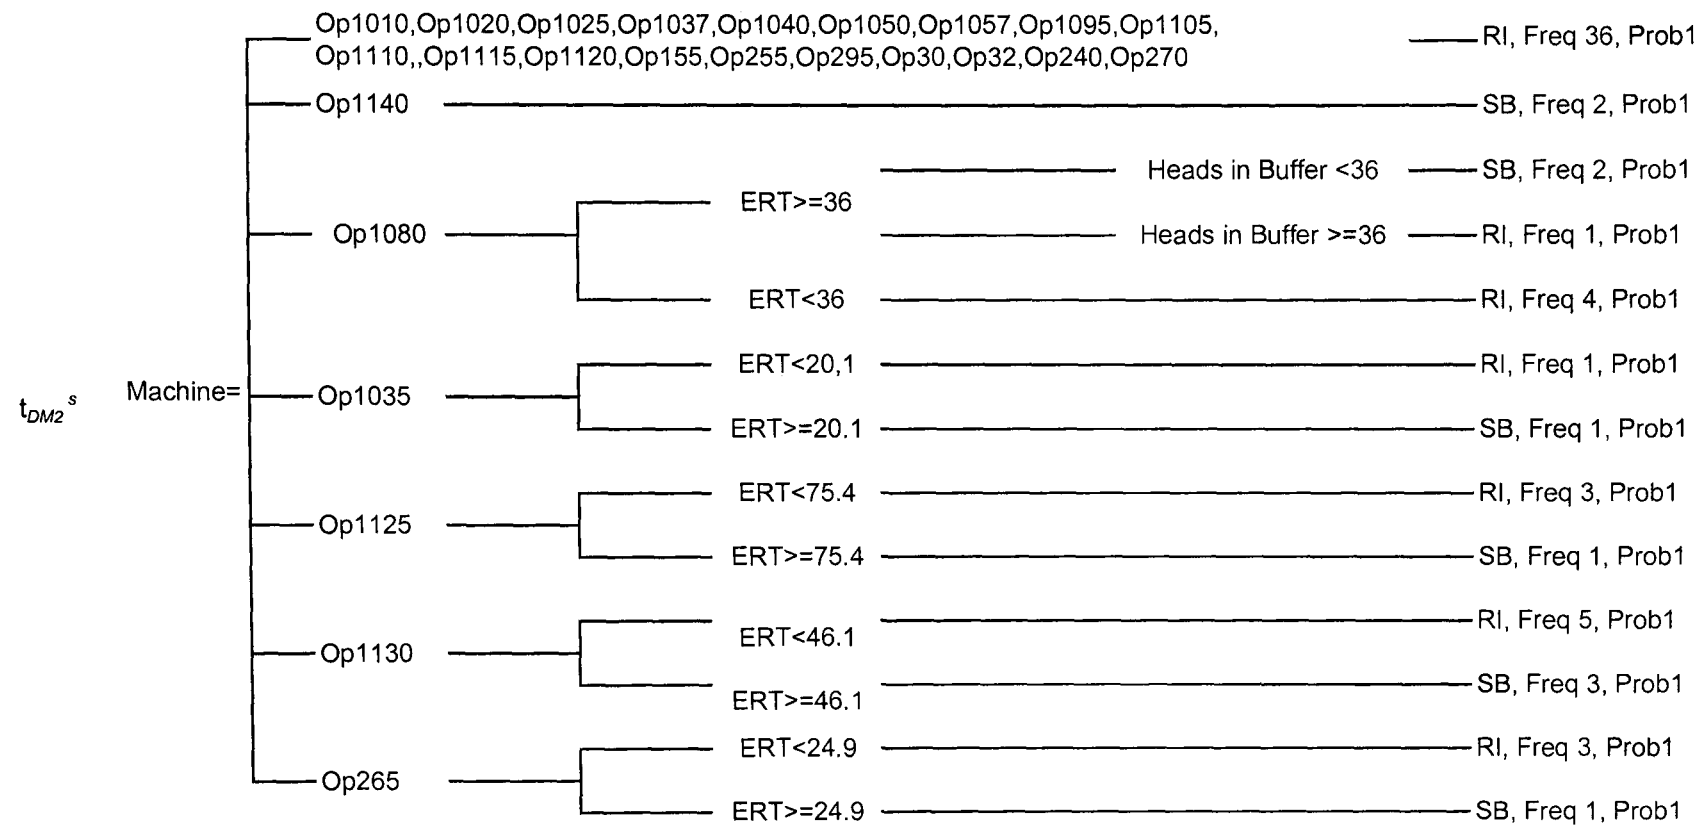 Op1010,Op1020,Op1025,Op1037,Op1040,Op1050,Op1057,Op1095,Op1105,
Op1110,,Op1115,Op1120,Op155,Op255,Op295,Op30,Op32,Op240,Op270
RI, Freq 36, Prob1
Op1140
SB, Freq 2, Prob1
Heads in Buffer <36
SB, Freq 2, Prob1
ERT>=36
Op1080
Heads in Buffer >=36
RI, Freq 1, Prob1
ERT<36
RI, Freq 4, Prob1
ERT<20,1
RI, Freq 1, Prob1
tDM2s
Machine=
Op1035
ERT>=20.1
SB, Freq 1, Prob1
ERT<75.4
RI, Freq 3, Prob1
Op1125
ERT>=75.4
SB, Freq 1, Prob1
ERT<46.1
RI, Freq 5, Prob1
Op1130
ERT>=46.1
SB, Freq 3, Prob1
ERT<24.9
RI, Freq 3, Prob1
Op265
ERT>=24.9
SB, Freq 1, Prob1